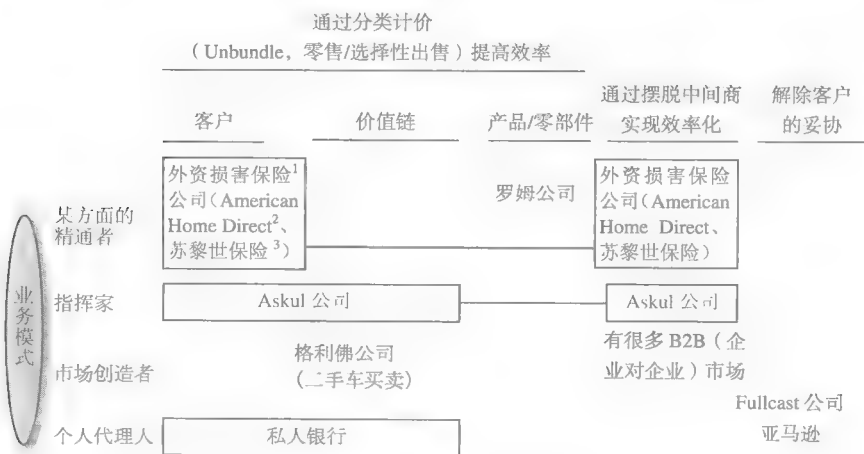 通过分类计价
（Unbundle，零售/选择性出售）提高效率
客户
价值链
产品/零部件
通过摆脱中间商
实现效率化
解除客户
的妥协
业务模式
某方面的
精通者
外资损害保险1
公司（American
Home Direct2、
苏黎世保险3）
罗姆公司
外资损害保险
公司（American
Home Direct、
苏黎世保险）
指挥家
Askul 公司
Askul 公司
市场创造者
格利佛公司
（二手车买卖）
有很多 B2B（企
业对企业）市场
个人代理人
私人银行
Fullcast 公司
亚马逊